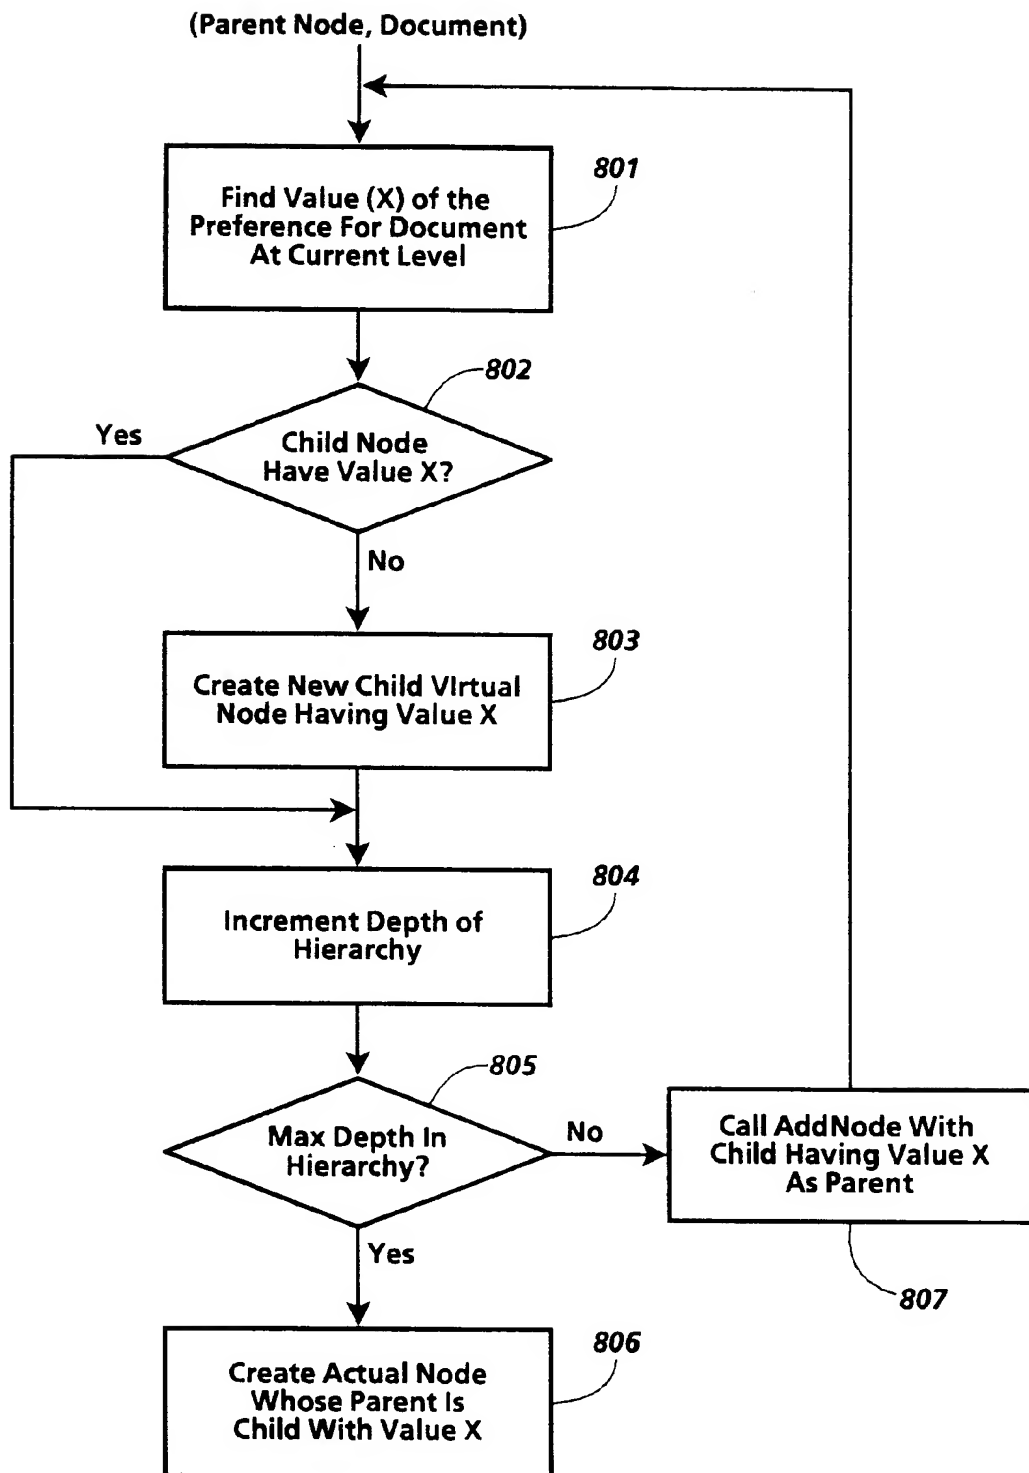 (Parent Node, Document)
801
Find Value (X) of the
Preference For Document
At Current Level
802
Yes
Child Node
Have Value X?
No
803
Create New Child Virtual
Node Having Value X
804
Increment Depth of
Hierarchy
805
Max Depth In
Hierarchy?
No
Call AddNode With
Child Having Value X
As Parent
Yes
807
806
Create Actual Node
Whose Parent Is
Child With Value X